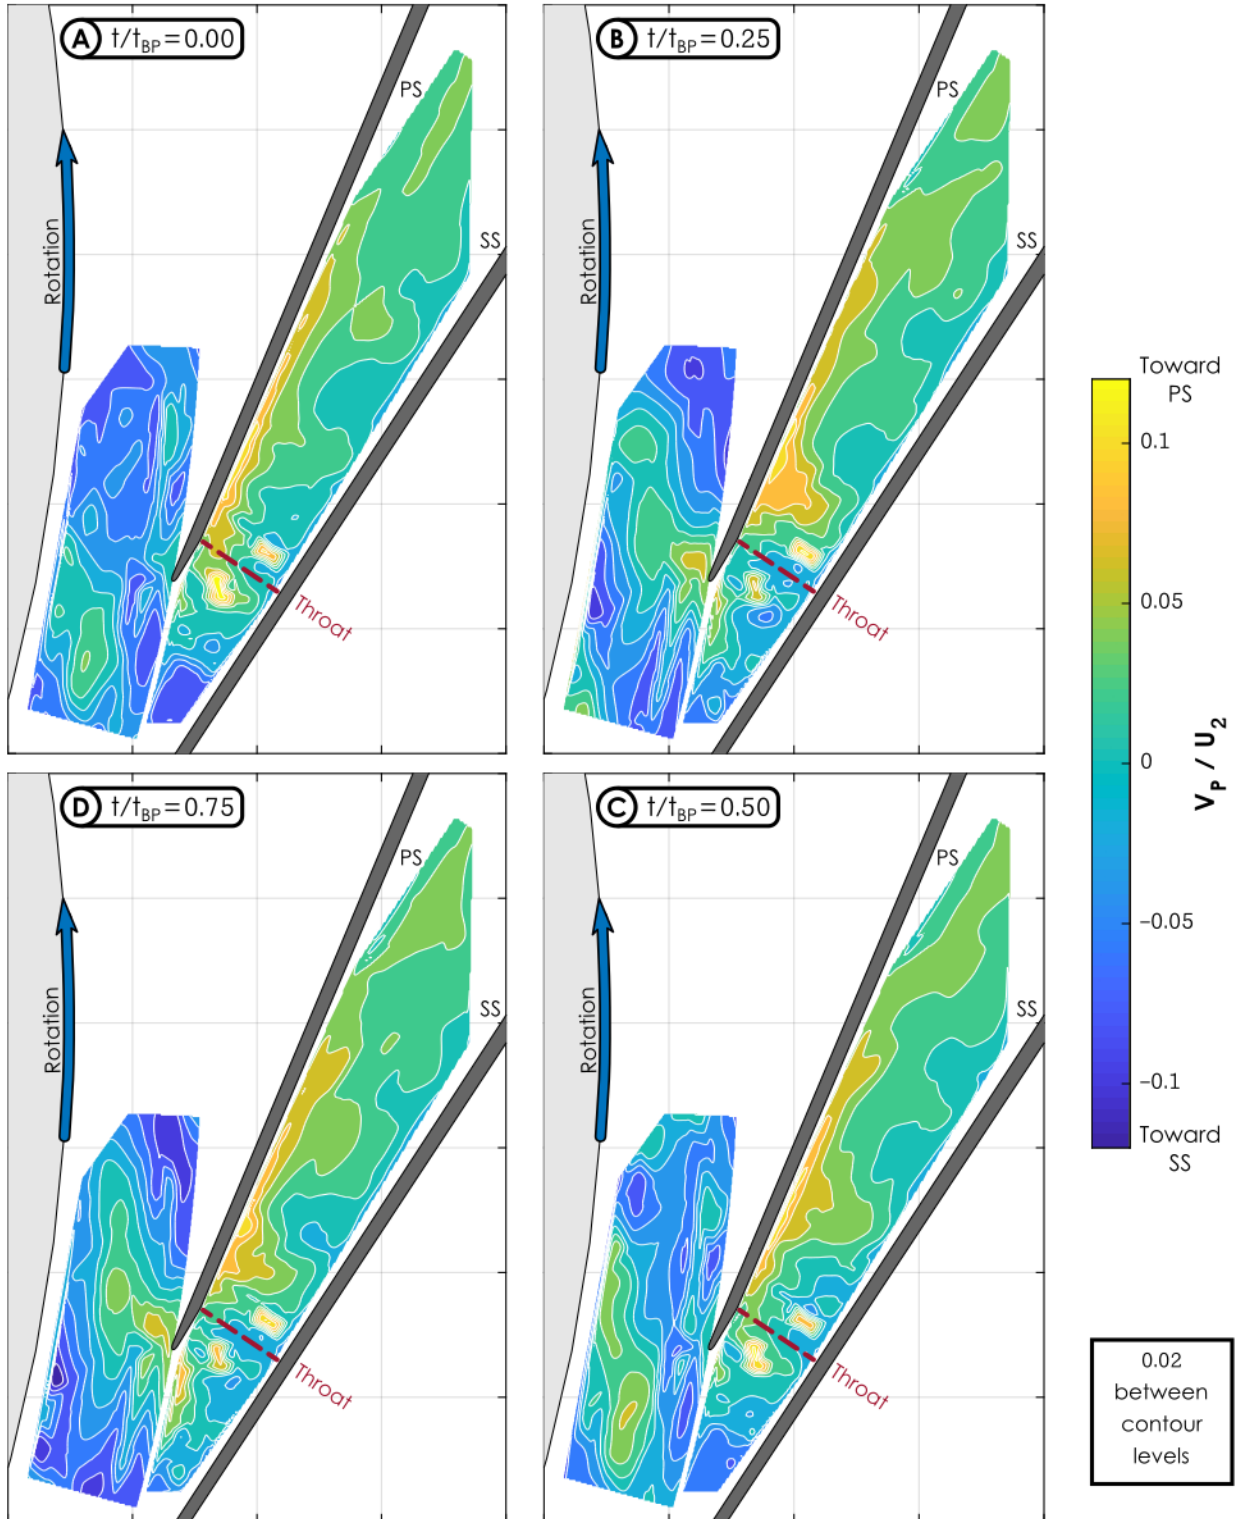 A t/tBP=0.00
PS
SS
Rotation
Throat
B t/tBP=0.25
PS
SS
Rotation
Throat
D t/tBP=0.75
PS
SS
Rotation
Throat
C t/tBP=0.50
PS
SS
Rotation
Throat
Toward
PS
0.1
0.05
0
−0.05
−0.1
Toward
SS
VP / U2
0.02
between
contour
levels